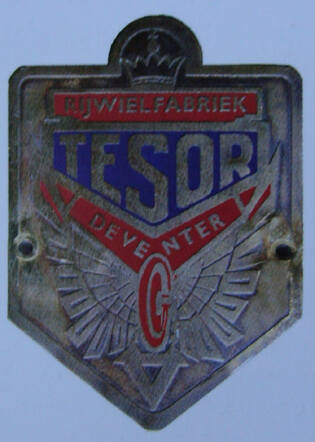 RIJWIELFABRIEK
TESOR
DEVENTER
G